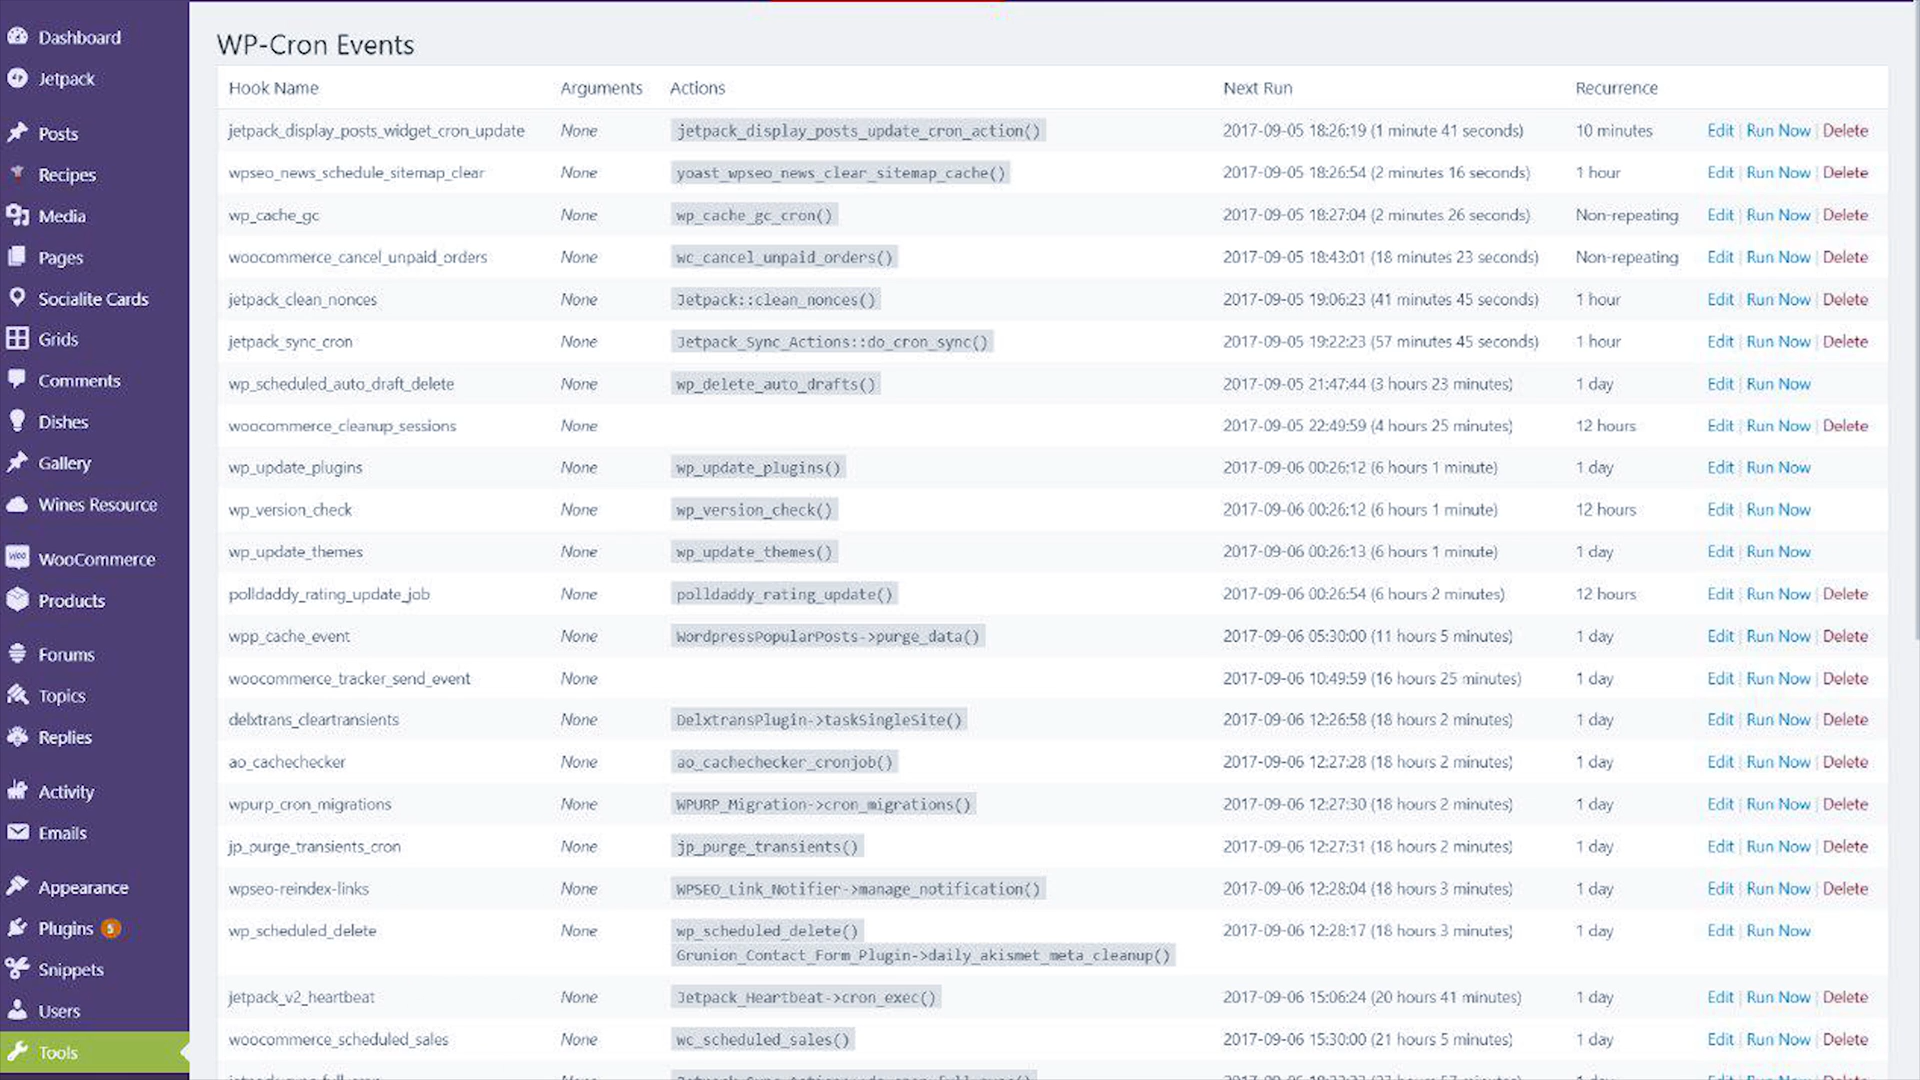 Dashboard
Jetpack
Posts
Recipes
Media
Pages
Socialite Cards
Grids
Comments
Dishes
Gallery
Wines Resource
WooCommerce
Products
Forums
Topics
Replies
Activity
Emails
Appearance
Plugins 5
Snippets
Users
Tools
WP-Cron Events
Hook Name Arguments Actions Next Run Recurrence
jetpack_display_posts_widget_cron_update None jetpack_display_posts_update_cron_action() 2017-09-05 18:26:19 (1 minute 41 seconds) 10 minutes Edit | Run Now | Delete
wpseo_news_schedule_sitemap_clear None yoast_wpseo_news_clear_sitemap_cache() 2017-09-05 18:26:54 (2 minutes 16 seconds) 1 hour Edit | Run Now | Delete
wp_cache_gc None wp_cache_gc_cron() 2017-09-05 18:27:04 (2 minutes 26 seconds) Non-repeating Edit | Run Now | Delete
woocommerce_cancel_unpaid_orders None wc_cancel_unpaid_orders() 2017-09-05 18:43:01 (18 minutes 23 seconds) Non-repeating Edit | Run Now | Delete
jetpack_clean_nonces None Jetpack::clean_nonces() 2017-09-05 19:06:23 (41 minutes 45 seconds) 1 hour Edit | Run Now | Delete
jetpack_sync_cron None Jetpack_Sync_Actions::do_cron_sync() 2017-09-05 19:22:23 (57 minutes 45 seconds) 1 hour Edit | Run Now | Delete
wp_scheduled_auto_draft_delete None wp_delete_auto_drafts() 2017-09-05 21:47:44 (3 hours 23 minutes) 1 day Edit | Run Now
woocommerce_cleanup_sessions None 2017-09-05 22:49:59 (4 hours 25 minutes) 12 hours Edit | Run Now | Delete
wp_update_plugins None wp_update_plugins() 2017-09-06 00:26:12 (6 hours 1 minute) 1 day Edit | Run Now
wp_version_check None wp_version_check() 2017-09-06 00:26:12 (6 hours 1 minute) 12 hours Edit | Run Now
wp_update_themes None wp_update_themes() 2017-09-06 00:26:13 (6 hours 1 minute) 1 day Edit | Run Now
polldaddy_rating_update_job None polldaddy_rating_update() 2017-09-06 00:26:54 (6 hours 2 minutes) 12 hours Edit | Run Now | Delete
wpp_cache_event None WordpressPopularPosts->purge_data() 2017-09-06 05:30:00 (11 hours 5 minutes) 1 day Edit | Run Now | Delete
woocommerce_tracker_send_event None 2017-09-06 10:49:59 (16 hours 25 minutes) 1 day Edit | Run Now | Delete
delxtrans_cleartransients None DelxtransPlugin->taskSingleSite() 2017-09-06 12:26:58 (18 hours 2 minutes) 1 day Edit | Run Now | Delete
ao_cachechecker None ao_cachechecker_cronjob() 2017-09-06 12:27:28 (18 hours 2 minutes) 1 day Edit | Run Now | Delete
wpurp_cron_migrations None WPURP_Migration->cron_migrations() 2017-09-06 12:27:30 (18 hours 2 minutes) 1 day Edit | Run Now | Delete
jp_purge_transients_cron None jp_purge_transients() 2017-09-06 12:27:31 (18 hours 2 minutes) 1 day Edit | Run Now | Delete
wpseo-reindex-links None WPSEO_Link_Notifier->manage_notification() 2017-09-06 12:28:04 (18 hours 3 minutes) 1 day Edit | Run Now | Delete
wp_scheduled_delete None wp_scheduled_delete() 2017-09-06 12:28:17 (18 hours 3 minutes) 1 day Edit | Run Now
Grunion_Contact_Form_Plugin->daily_akismet_meta_cleanup()
jetpack_v2_heartbeat None Jetpack_Heartbeat->cron_exec() 2017-09-06 15:06:24 (20 hours 41 minutes) 1 day Edit | Run Now | Delete
woocommerce_scheduled_sales None wc_scheduled_sales() 2017-09-06 15:30:00 (21 hours 5 minutes) 1 day Edit | Run Now | Delete